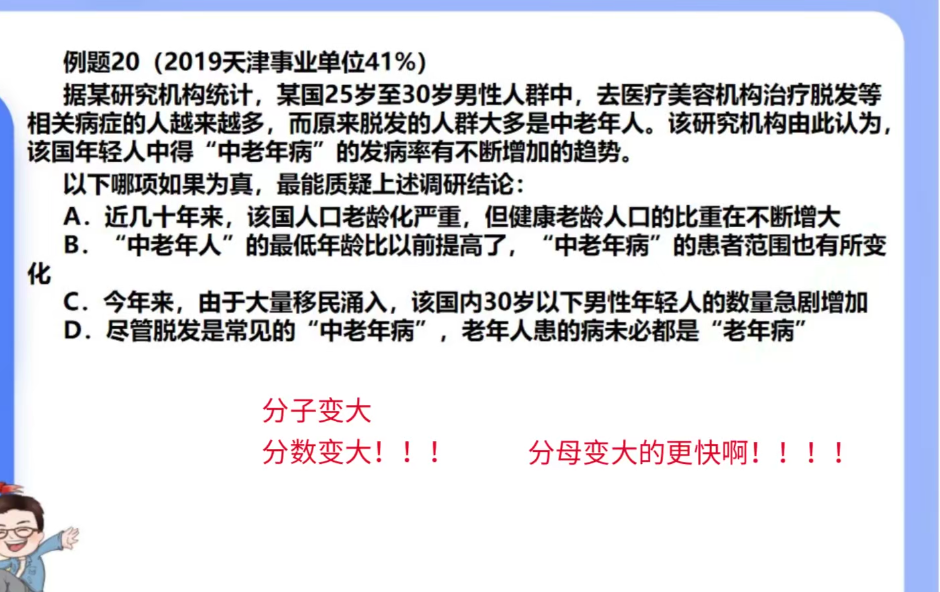 例题20（2019天津事业单位41%）
据某研究机构统计，某国25岁至30岁男性人群中，去医疗美容机构治疗脱发等
相关病症的人越来越多，而原来脱发的人群大多是中老年人。该研究机构由此认为，
该国年轻人中得“中老年病”的发病率有不断增加的趋势。
以下哪项如果为真，最能质疑上述调研结论：
A．近几十年来，该国人口老龄化严重，但健康老龄人口的比重在不断增大
B．“中老年人”的最低年龄比以前提高了，“中老年病”的患者范围也有所变
化
C．今年来，由于大量移民涌入，该国内30岁以下男性年轻人的数量急剧增加
D．尽管脱发是常见的“中老年病”，老年人患的病未必都是“老年病”
分子变大
分数变大！！！ 分母变大的更快啊！！！！